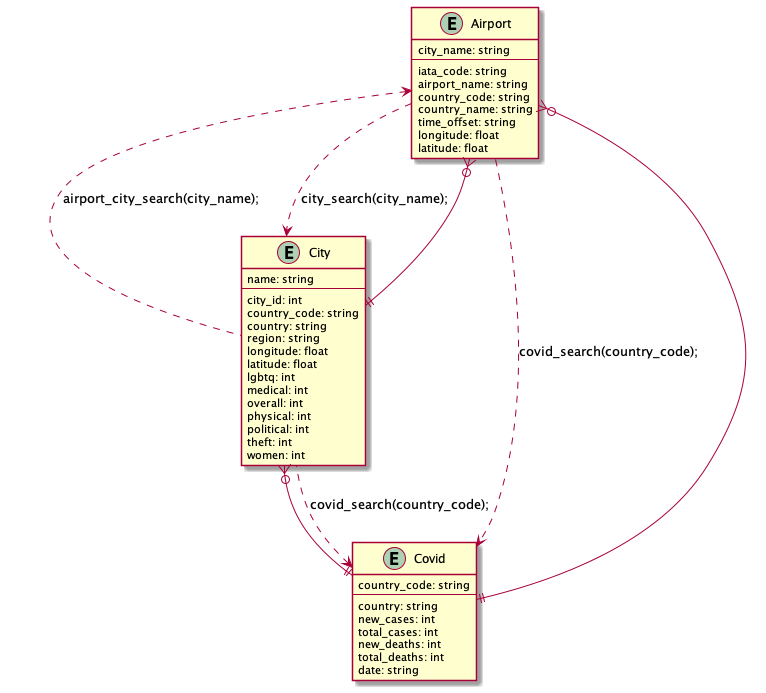 E Airport
city_name: string
iata_code: string
airport_name: string
country_code: string
country_name: string
time_offset: string
longitude: float
latitude: float
airport_city_search(city_name);
city_search(city_name);
E City
name: string
city_id: int
country_code: string
country: string
region: string
longitude: float
latitude: float
lgbtq: int
medical: int
overall: int
physical: int
political: int
theft: int
women: int
covid_search(country_code);
covid_search(country_code);
E Covid
country_code: string
country: string
new_cases: int
total_cases: int
new_deaths: int
total_deaths: int
date: string